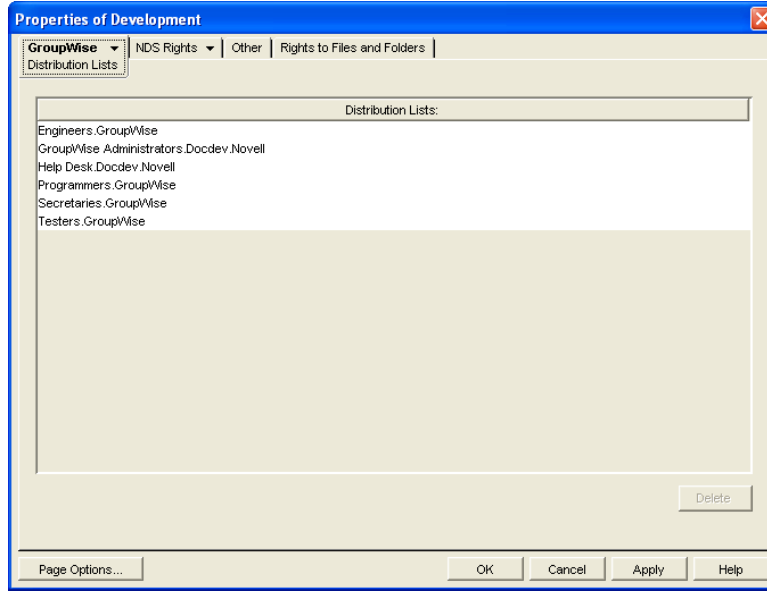 Properties of Development
GroupWise NDS Rights Other Rights to Files and Folders
Distribution Lists
Distribution Lists:
Engineers.GroupWise
GroupWise Administrators.Docdev.Novell
Help Desk.Docdev.Novell
Programmers.GroupWise
Secretaries.GroupWise
Testers.GroupWise
Delete
Page Options... OK Cancel Apply Help